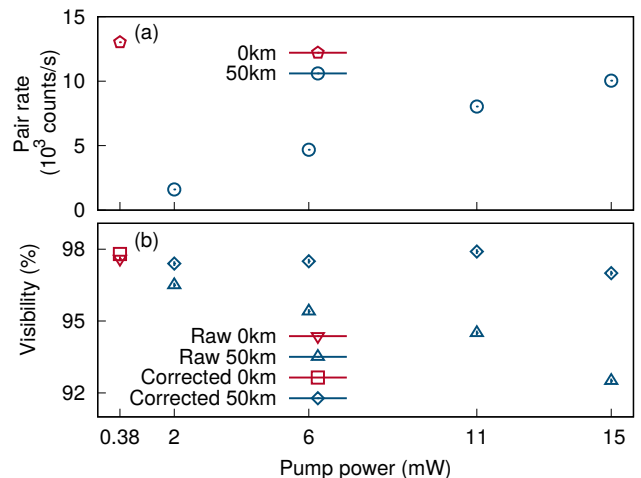 15
(a)
0km
50km
10
5
0
Pair rate
(10³ counts/s)
98
(b)
95
92
Visibility (%)
Raw 0km
Raw 50km
Corrected 0km
Corrected 50km
0.38 2 6 11 15
Pump power (mW)